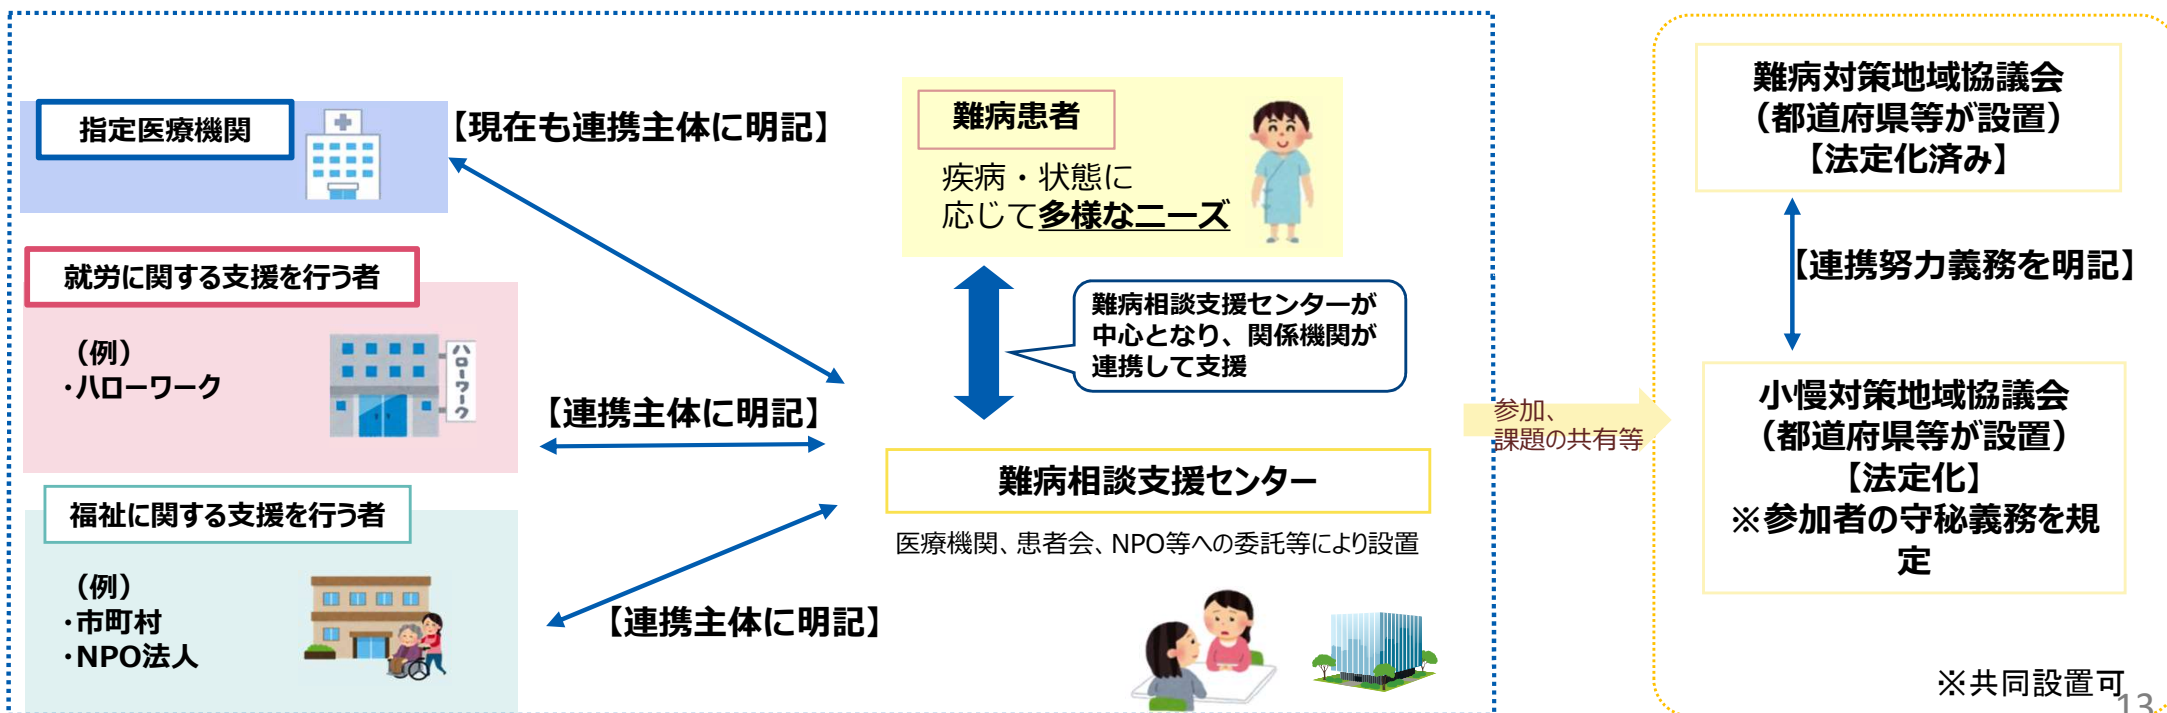 指定医療機関
【現在も連携主体に明記】
就労に関する支援を行う者
（例）
・ハローワーク
ハローワーク
【連携主体に明記】
福祉に関する支援を行う者
（例）
・市町村
・NPO法人
【連携主体に明記】
難病患者
疾病・状態に
応じて多様なニーズ
難病相談支援センターが
中心となり、関係機関が
連携して支援
難病相談支援センター
医療機関、患者会、NPO等への委託等により設置
参加、
課題の共有等
難病対策地域協議会
（都道府県等が設置）
【法定化済み】
【連携努力義務を明記】
小慢対策地域協議会
（都道府県等が設置）
【法定化】
※参加者の守秘義務を規
定
※共同設置可
13